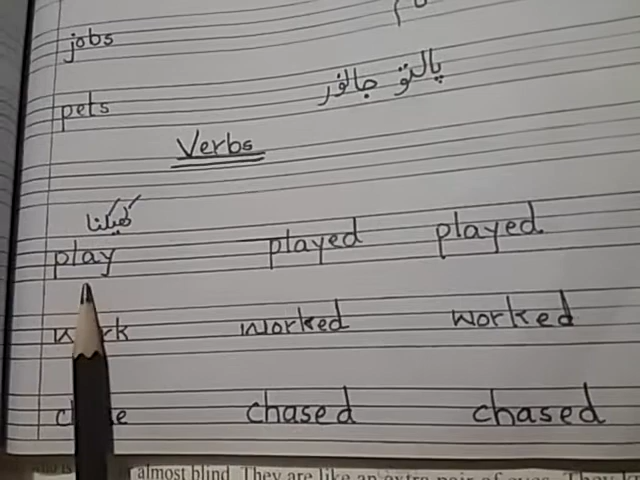 jobs
pets پالتو جانور
Verbs
کھیلنا
play played played
worked worked
chased chased
almost blind. They are like an extra pair of eyes. They